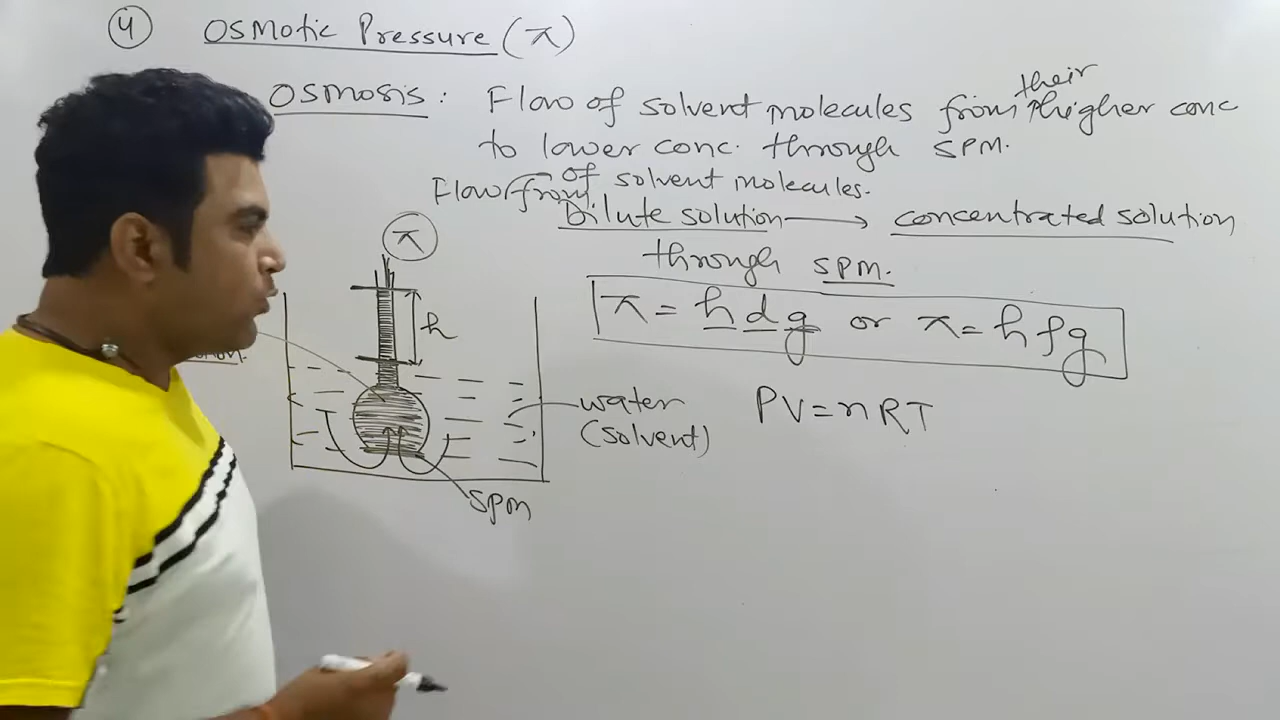 4 Osmotic Pressure (π)
Osmosis: Flow of solvent molecules from their higher conc
to lower conc. through SPM.
Flow from of solvent molecules.
Dilute solution → concentrated solution
through SPM.
π
π = hdg or π = hρg
h
water
(solvent)
PV = nRT
SPM